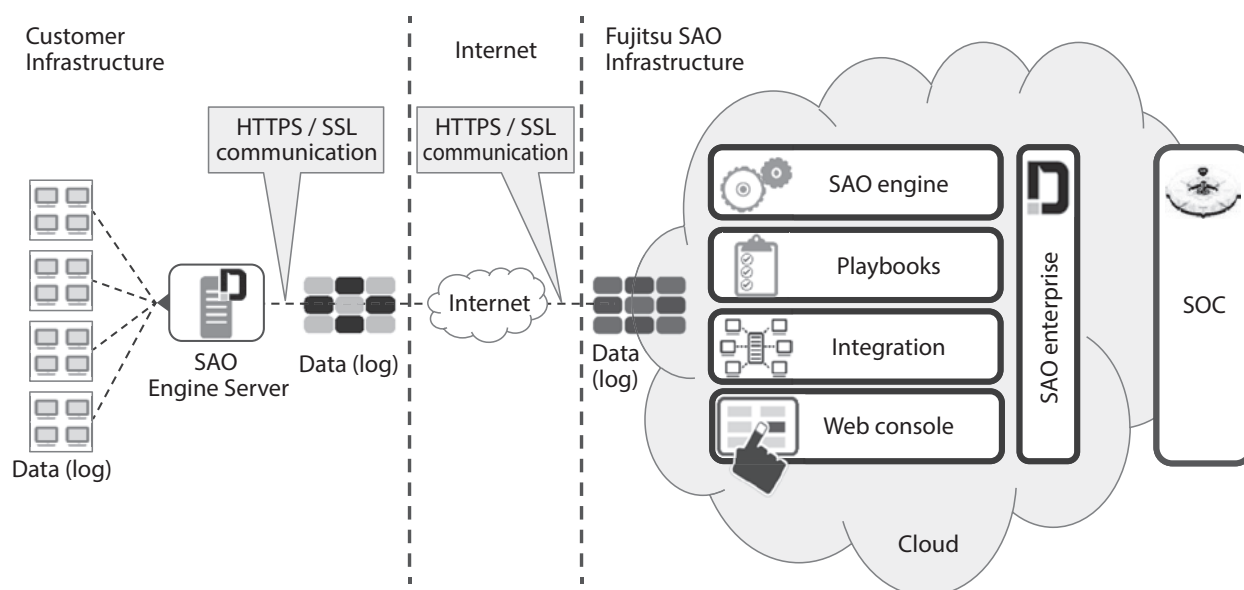 Customer
Infrastructure
Internet
Fujitsu SAO
Infrastructure
HTTPS / SSL
communication
HTTPS / SSL
communication
SAO engine
Playbooks
Integration
Web console
SAO enterprise
SOC
Internet
SAO
Engine Server
Data (log)
Data
(log)
Data (log)
Cloud